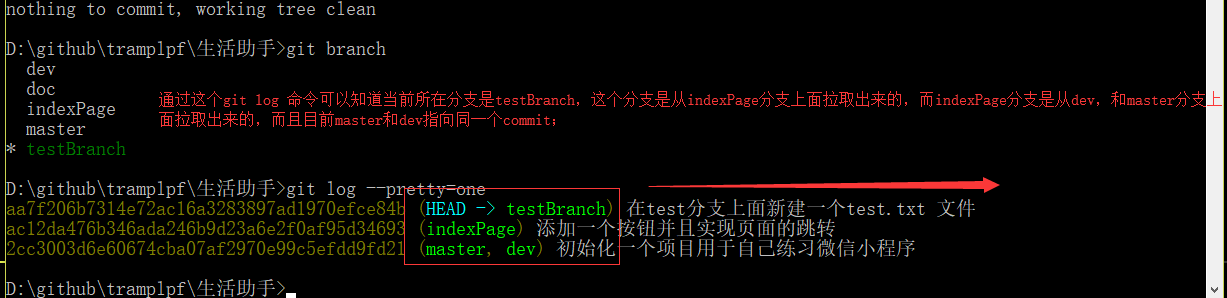 nothing to commit, working tree clean
D:\github\tramplpf\生活助手>git branch
dev
doc
indexPage
master
* testBranch
通过这个git log 命令可以知道当前所在分支是testBranch，这个分支是从indexPage分支上面拉取出来的，而indexPage分支是从dev，和master分支上
面拉取出来的，而且目前master和dev指向同一个commit；
D:\github\tramplpf\生活助手>git log --pretty=one
aa7f206b7314e72ac16a3283897ad1970efce84b (HEAD -> testBranch) 在test分支上面新建一个test.txt 文件
ac12da476b346ada246b9d23a6e2f0af95d34693 (indexPage) 添加一个按钮并且实现页面的跳转
2cc3003d6e60674cba07af2970e99c5efdd9fd21 (master, dev) 初始化一个项目用于自己练习微信小程序
D:\github\tramplpf\生活助手>